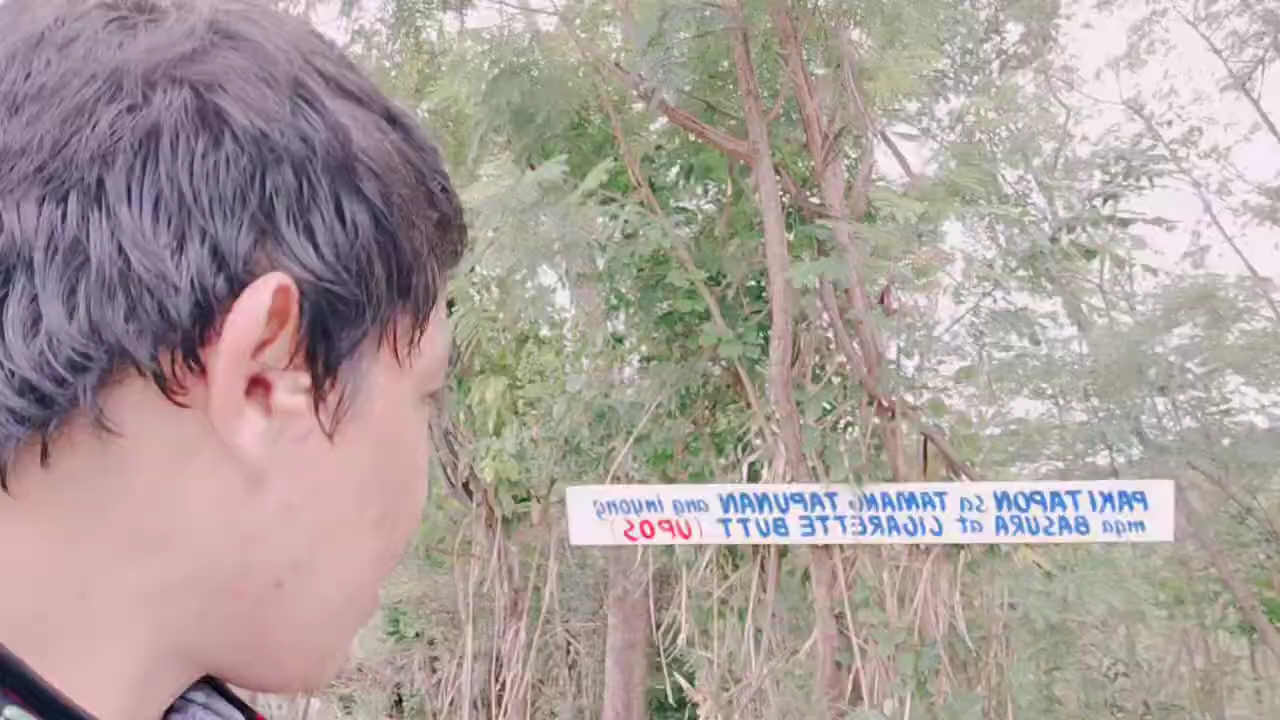 PAKITAPON sa TAMANG TAPUNAN ang inyong
mga BASURA at CIGARETTE BUTT (UPOS)